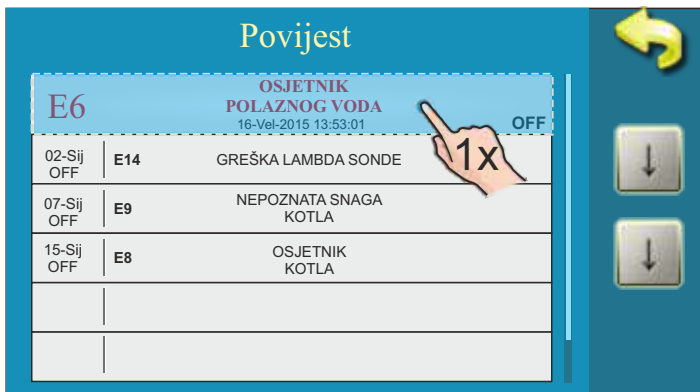 Povijest
E6
OSJETNIK
POLAZNOG VODA
16-Vel-2015 13:53:01
OFF
1x
02-Sij
OFF
E14
GREŠKA LAMBDA SONDE
07-Sij
OFF
E9
NEPOZNATA SNAGA
KOTLA
15-Sij
OFF
E8
OSJETNIK
KOTLA